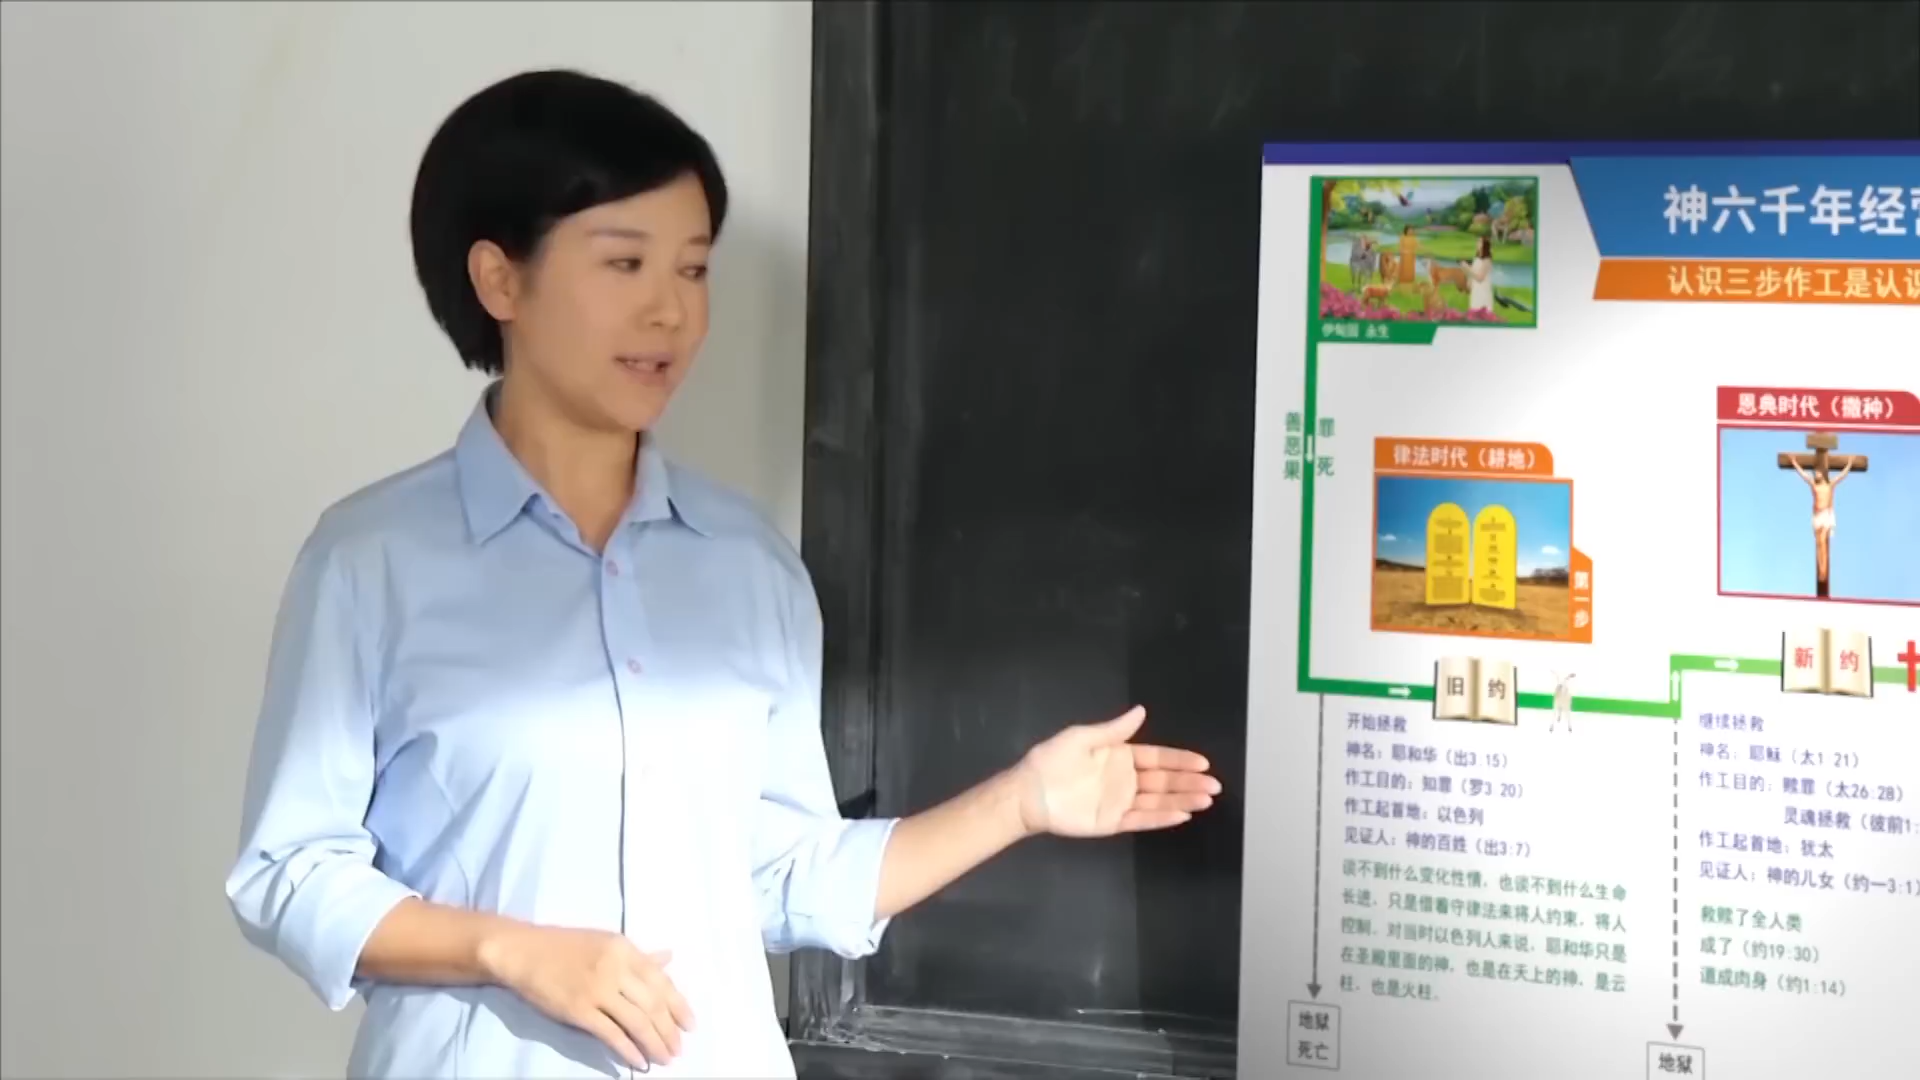 神六千年经营
认识三步作工是认识
伊甸园 永生
善恶果
罪
死
律法时代（耕地）
第一步
恩典时代（撒种）
旧约
新约
开始拯救
神名：耶和华（出3:15）
作工目的：知罪（罗3:20）
作工起首地：以色列
见证人：神的百姓（出3:7）
谈不到什么变化性情，也谈不到什么生命
长进，只是借着守律法来将人约束，将人
控制，对当时以色列人来说，耶和华只是
在圣殿里面的神，也是在天上的神，是云
柱，也是火柱。
地狱
死亡
继续拯救
神名：耶稣（太1:21）
作工目的：赎罪（太26:28）
灵魂拯救（彼前1:
作工起首地：犹太
见证人：神的儿女（约一3:1）
救赎了全人类
成了（约19:30）
道成肉身（约1:14）
地狱